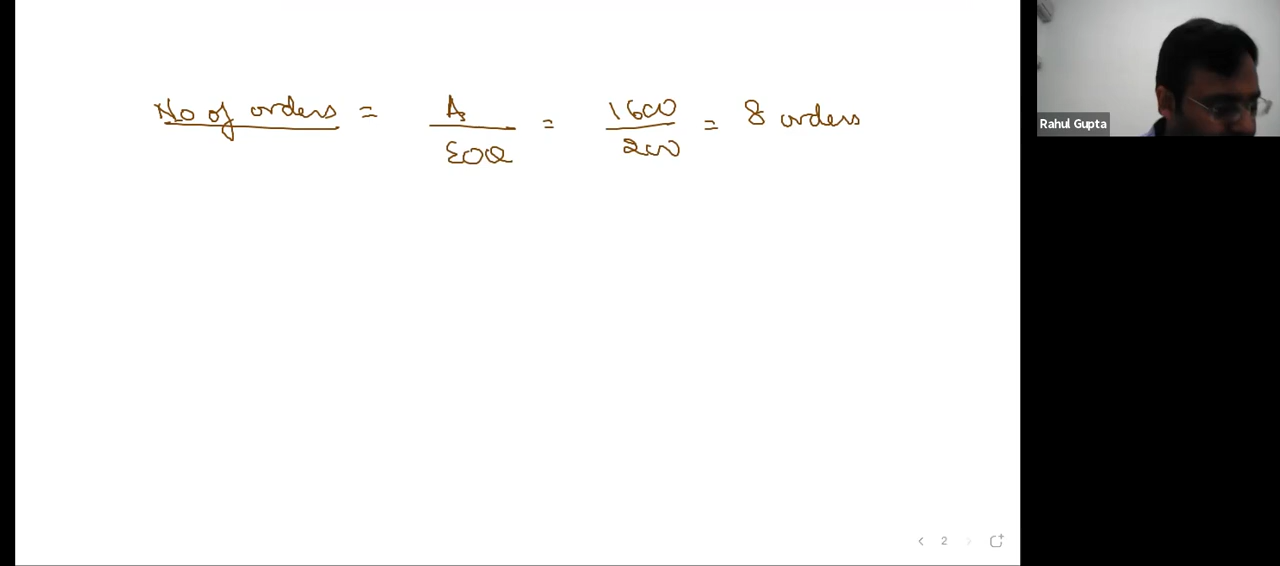 No of orders = A / EOQ = 1600 / 200 = 8 orders
Rahul Gupta
2